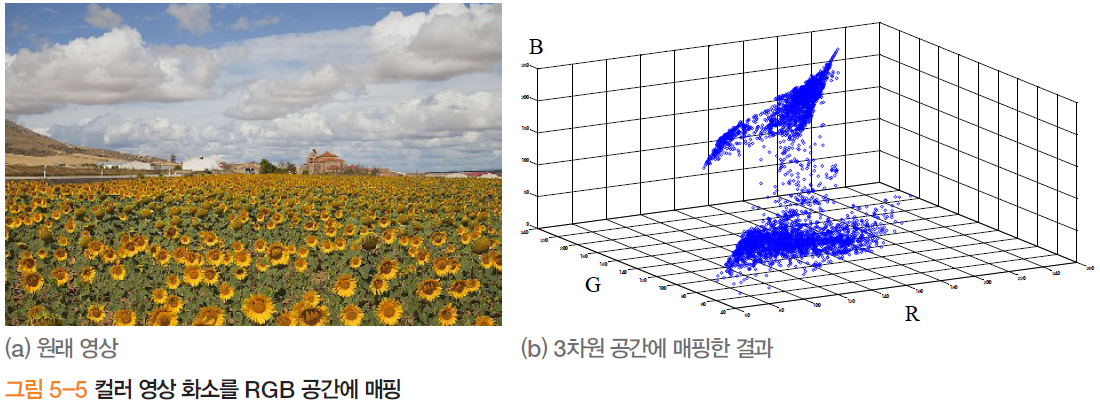 B
G
R
(a) 원래 영상
(b) 3차원 공간에 매핑한 결과
그림 5-5 컬러 영상 화소를 RGB 공간에 매핑